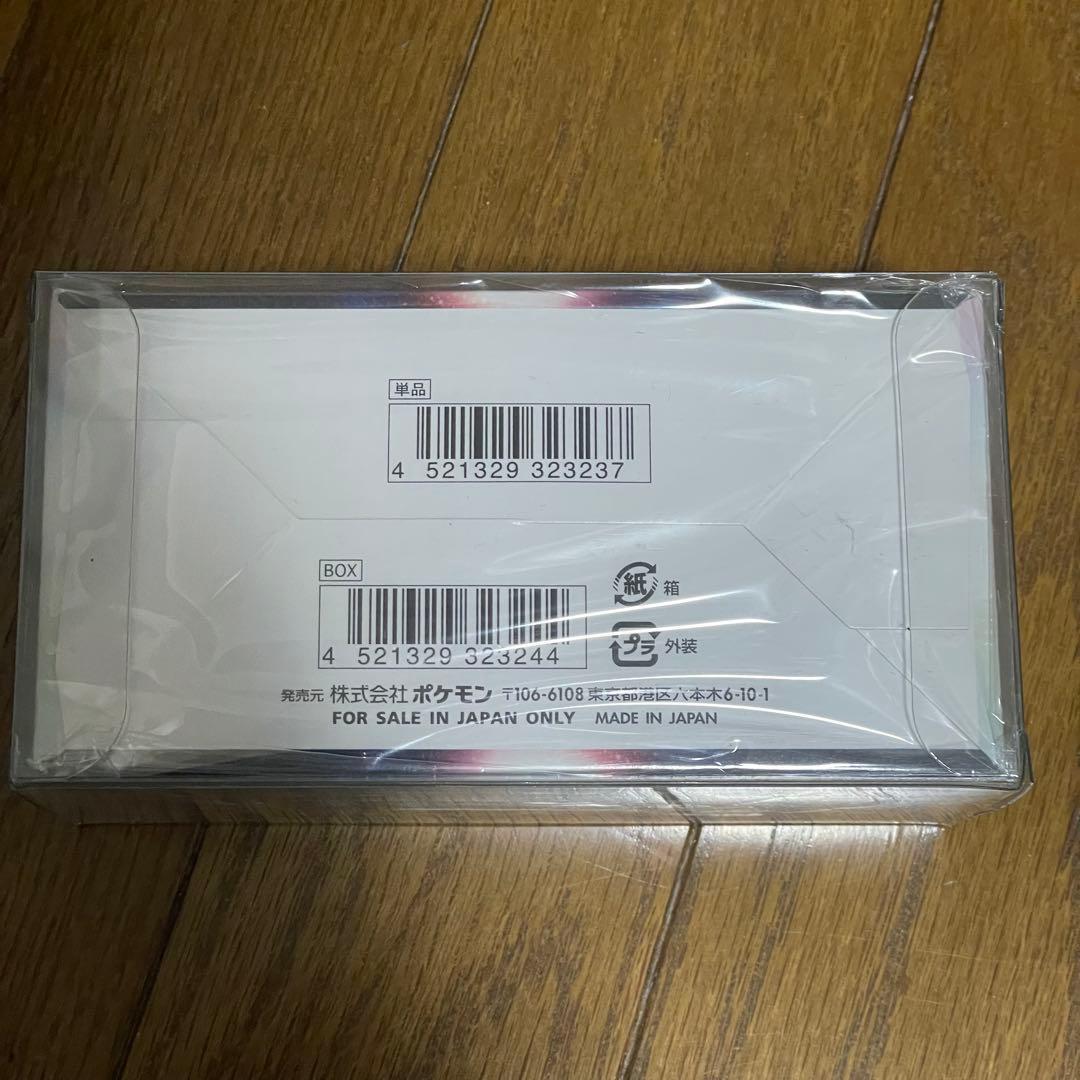 単品
4 521329 323237
BOX
4 521329 323244
紙 箱
プラ 外装
発売元 株式会社 ポケモン 〒106-6108 東京都港区六本木6-10-1
FOR SALE IN JAPAN ONLY MADE IN JAPAN